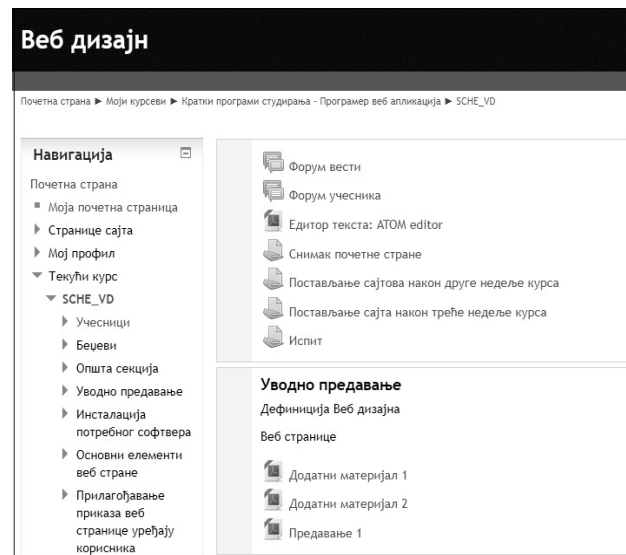 Веб дизајн
Почетна страна ► Моји курсеви ► Кратки програми студирања - Програмер веб апликација ► SCHE_VD
Навигација
Почетна страна
Моја почетна страница
Странице сајта
Мој профил
Текући курс
SCHE_VD
Учесници
Беџеви
Општа секција
Уводно предавање
Инсталација
потребног софтвера
Основни елементи
веб стране
Прилагођавање
приказа веб
странице уређају
корисника
Форум вести
Форум учесника
Едитор текста: ATOM editor
Снимак почетне стране
Постављање сајтова након друге недеље курса
Постављање сајта након треће недеље курса
Испит
Уводно предавање
Дефиниција Веб дизајна
Веб странице
Додатни материјал 1
Додатни материјал 2
Предавање 1